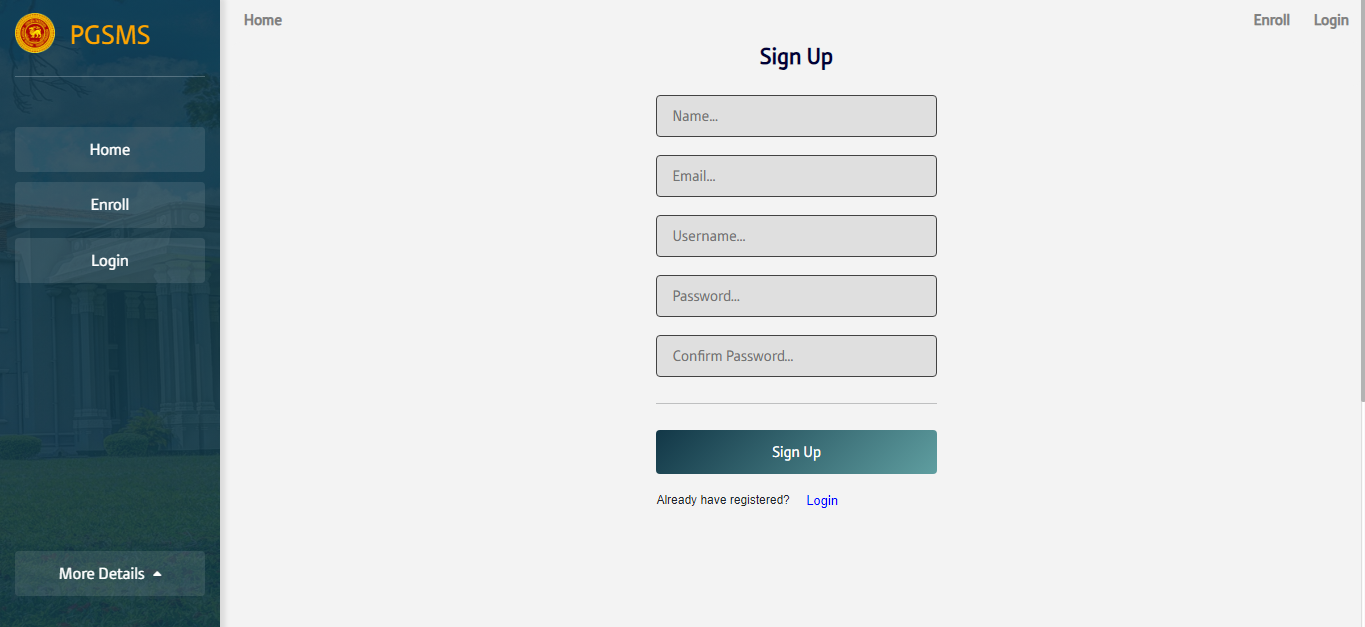 PGSMS
Home
Enroll
Login
More Details
Home
Enroll Login
Sign Up
Name...
Email...
Username...
Password...
Confirm Password...
Sign Up
Already have registered? Login